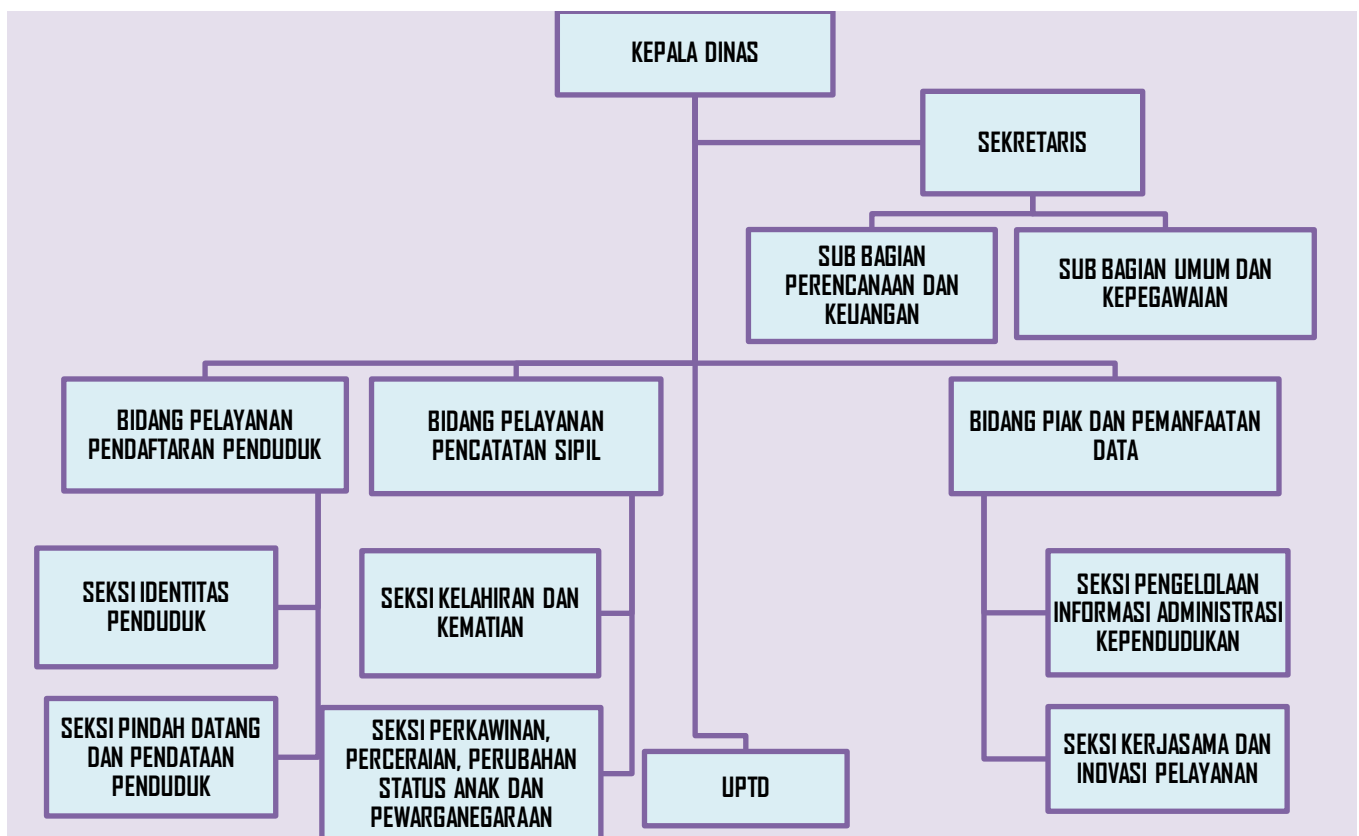 KEPALA DINAS
SEKRETARIS
SUB BAGIAN
PERENCANAAN DAN
KEUANGAN
SUB BAGIAN UMUM DAN
KEPEGAWAIAN
BIDANG PELAYANAN
PENDAFTARAN PENDUDUK
BIDANG PELAYANAN
PENCATATAN SIPIL
BIDANG PIAK DAN PEMANFAATAN
DATA
SEKSI IDENTITAS
PENDUDUK
SEKSI KELAHIRAN DAN
KEMATIAN
SEKSI PENGELOLAAN
INFORMASI ADMINISTRASI
KEPENDUDUKAN
SEKSI PINDAH DATANG
DAN PENDATAAN
PENDUDUK
SEKSI PERKAWINAN,
PERCERAIAN, PERUBAHAN
STATUS ANAK DAN
PEWARGANEGARAAN
UPTD
SEKSI KERJASAMA DAN
INOVASI PELAYANAN